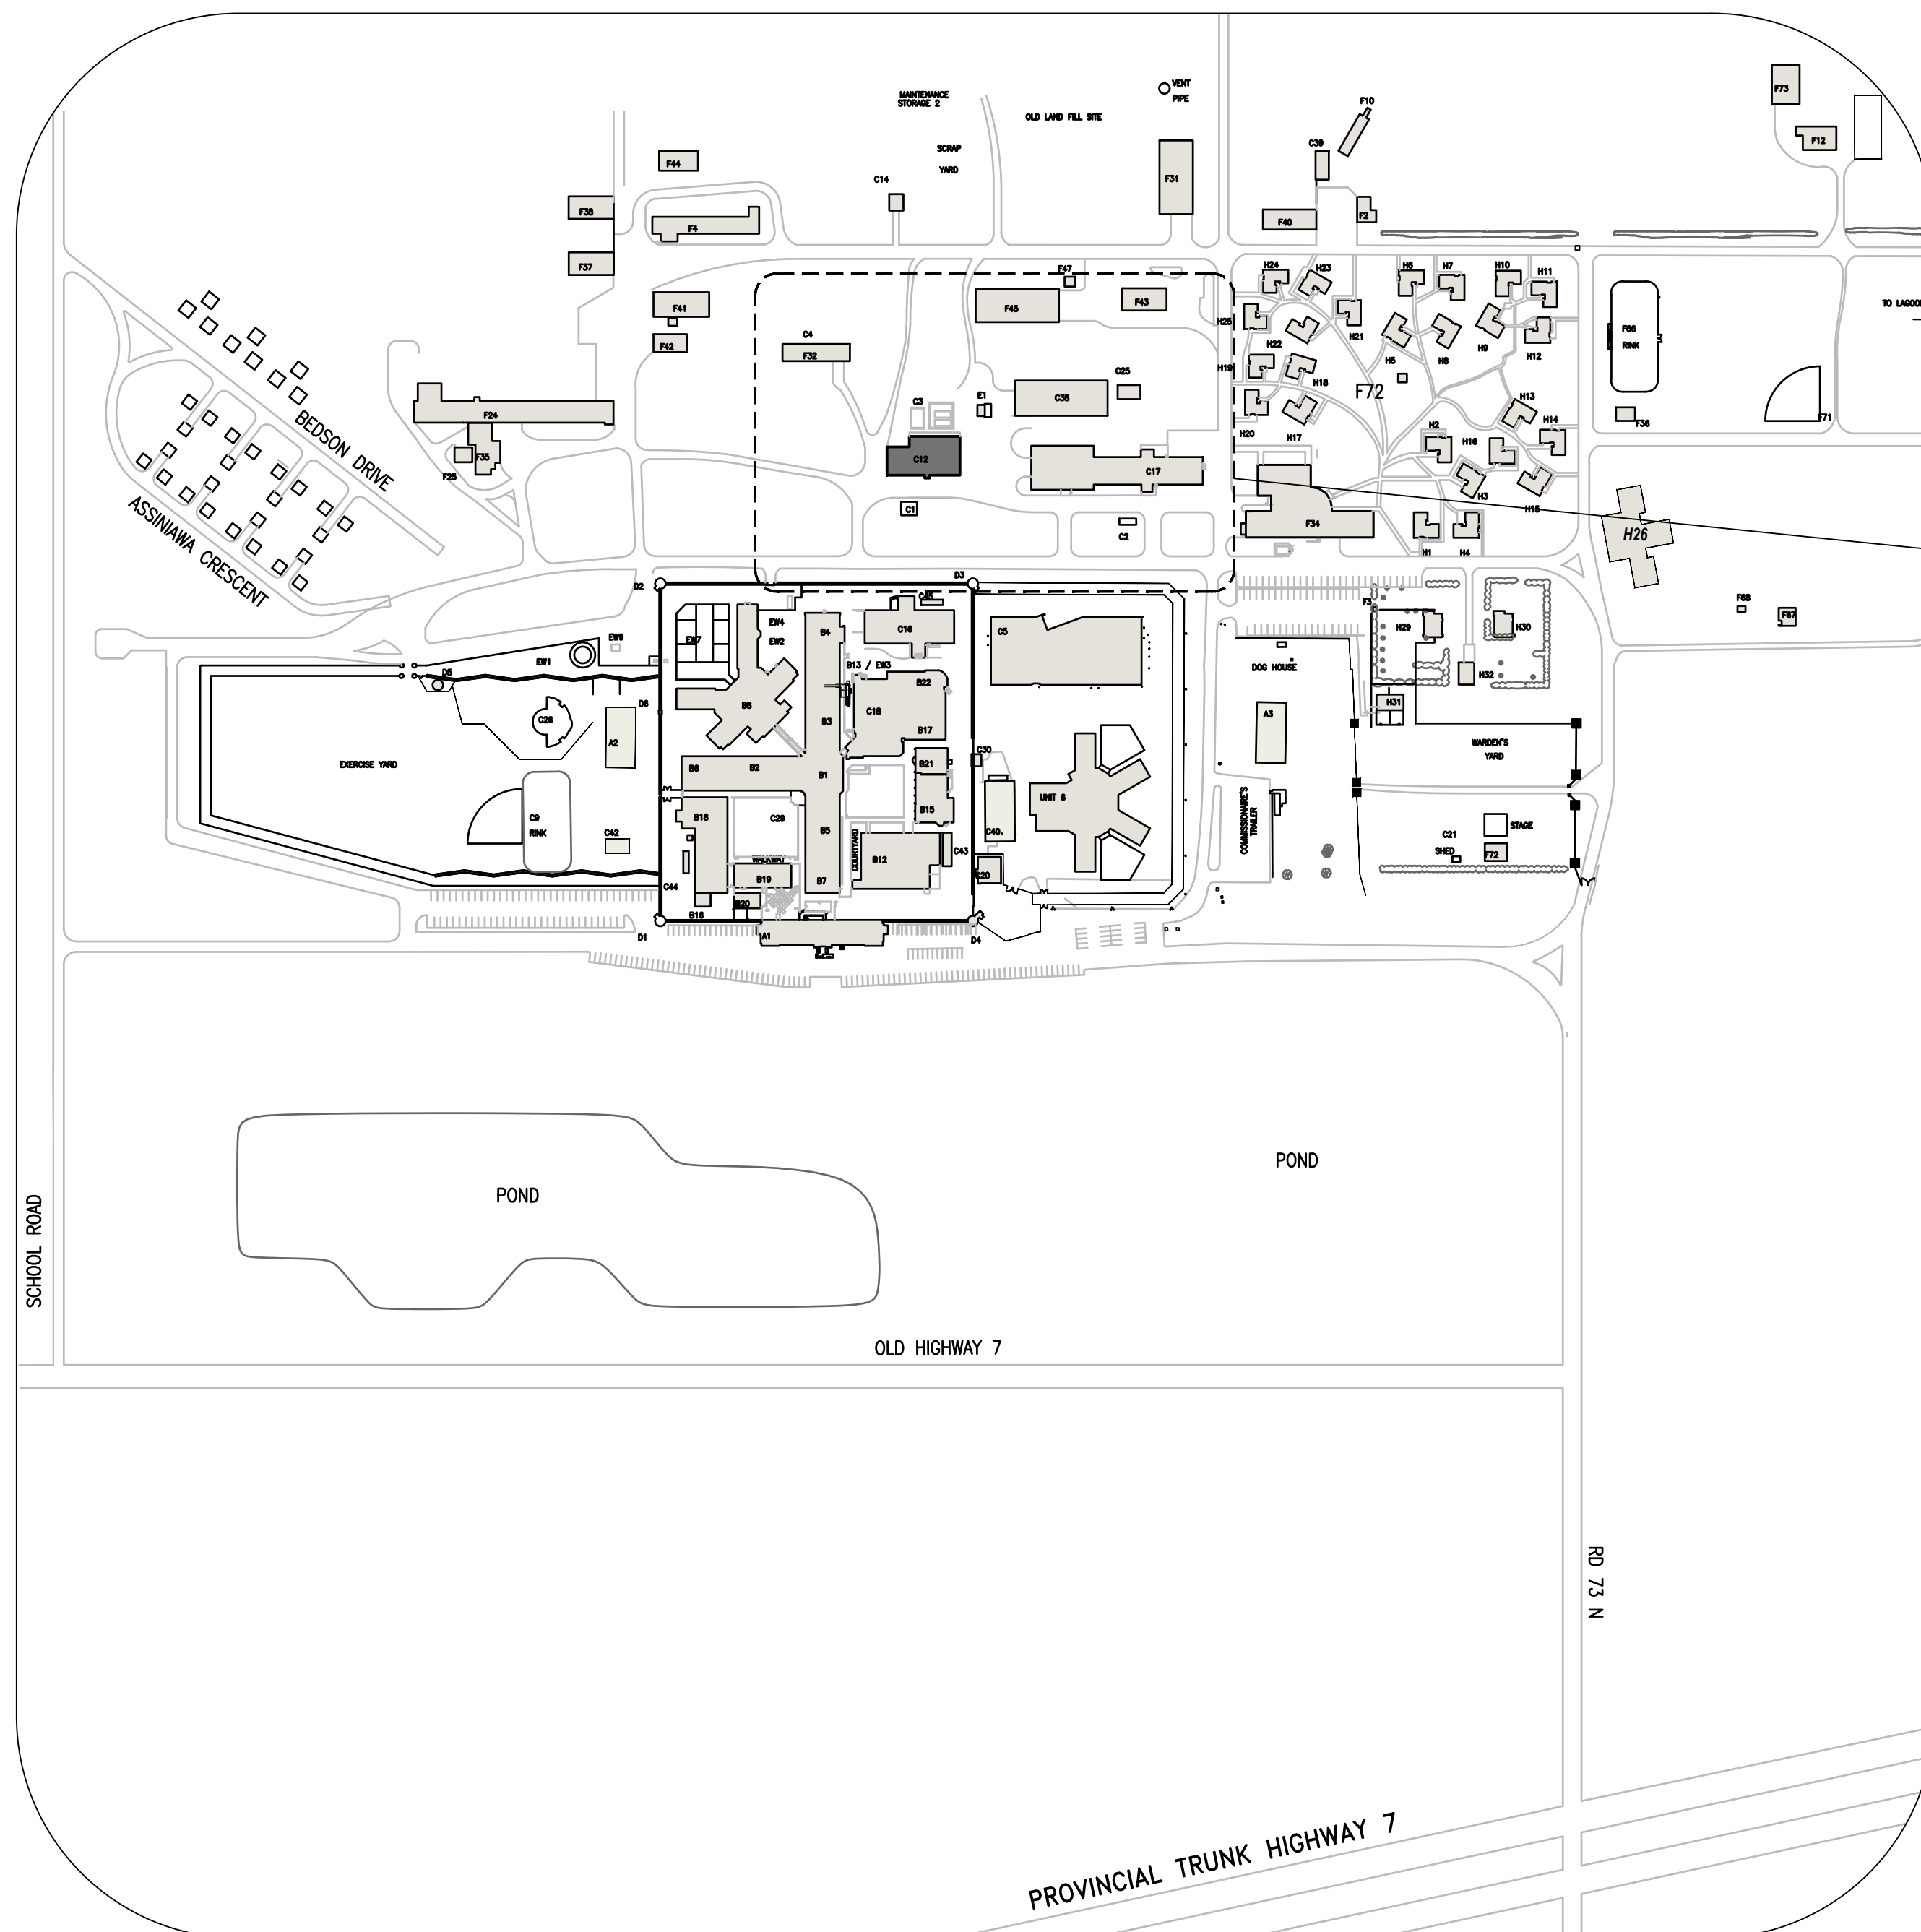 F73
VENT
PIPE
MAINTENANCE
STORAGE 2
F10
OLD LAND FILL SITE
F12
C39
SCRAP
YARD
F44
C14
F31
F38
F4
F40
F2
F37
F47
H24
H23
H6
H7
H10
H11
F41
F45
F43
TO LAGOO
H25
H21
F66
RINK
C4
F32
F42
H22
H5
H8
H9
H12
H19
H18
F72
C25
C38
E1
C3
F24
BEDSON DRIVE
H13
H14
F36
F71
H20
H17
H2
H16
F35
F25
C12
C17
H3
H15
ASSINIAWA CRESCENT
C1
C2
F34
H1
H4
H26
D2
D3
C45
F3
F68
F67
EW7
EW4
EW2
B4
C16
C5
H29
H30
EW9
EW1
B13 / EW3
DOG HOUSE
D5
B22
H32
D6
B8
C26
B3
C18
B17
A3
H31
A2
EXERCISE YARD
C30
WARDEN'S
YARD
B6
B2
B1
B21
UNIT 6
COMMISSIONAIRE'S
TRAILER
C9
RINK
B18
C29
B5
B15
C40.
STAGE
C42
COURTYARD
B12
C43
C21
SHED
F72
C44
B19
B7
C20
B16
B20
D1
A1
D4
POND
POND
SCHOOL ROAD
OLD HIGHWAY 7
RD 73 N
PROVINCIAL TRUNK HIGHWAY 7